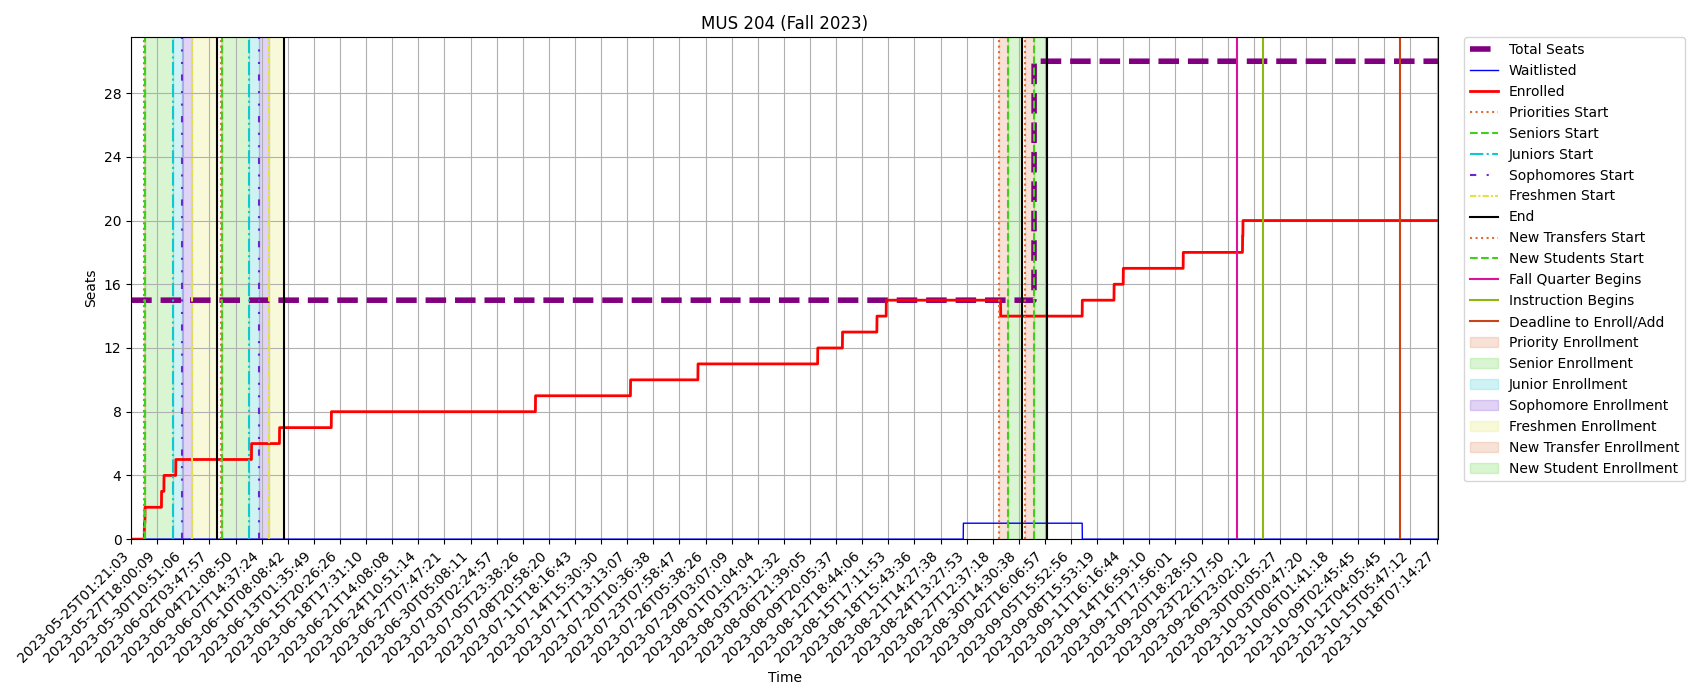 MUS 204 (Fall 2023)
Seats
28
24
20
16
12
8
4
0
2023-05-25T01:21:03
2023-05-27T18:00:09
2023-05-30T10:51:06
2023-06-02T03:47:57
2023-06-04T21:08:50
2023-06-07T14:37:24
2023-06-10T08:08:42
2023-06-13T01:35:49
2023-06-15T20:26:26
2023-06-18T17:31:10
2023-06-21T14:08:08
2023-06-24T10:51:14
2023-06-27T07:47:21
2023-06-30T05:08:11
2023-07-03T02:24:57
2023-07-05T23:38:26
2023-07-08T20:58:20
2023-07-11T18:16:43
2023-07-14T15:30:30
2023-07-17T13:13:07
2023-07-20T10:36:38
2023-07-23T07:58:47
2023-07-26T05:38:26
2023-07-29T03:07:09
2023-08-01T01:04:04
2023-08-03T23:12:32
2023-08-06T21:39:05
2023-08-09T20:05:37
2023-08-12T18:44:06
2023-08-15T17:11:53
2023-08-18T15:43:36
2023-08-21T14:27:38
2023-08-24T13:27:53
2023-08-27T12:37:18
2023-08-30T14:30:38
2023-09-02T16:06:57
2023-09-05T15:52:56
2023-09-08T15:53:19
2023-09-11T16:16:44
2023-09-14T16:59:10
2023-09-17T17:56:01
2023-09-20T18:28:50
2023-09-23T22:17:50
2023-09-26T23:02:12
2023-09-30T00:05:27
2023-10-03T00:47:20
2023-10-06T01:41:18
2023-10-09T02:45:45
2023-10-12T04:05:45
2023-10-15T05:47:12
2023-10-18T07:14:27
Time
Total Seats
Waitlisted
Enrolled
Priorities Start
Seniors Start
Juniors Start
Sophomores Start
Freshmen Start
End
New Transfers Start
New Students Start
Fall Quarter Begins
Instruction Begins
Deadline to Enroll/Add
Priority Enrollment
Senior Enrollment
Junior Enrollment
Sophomore Enrollment
Freshmen Enrollment
New Transfer Enrollment
New Student Enrollment